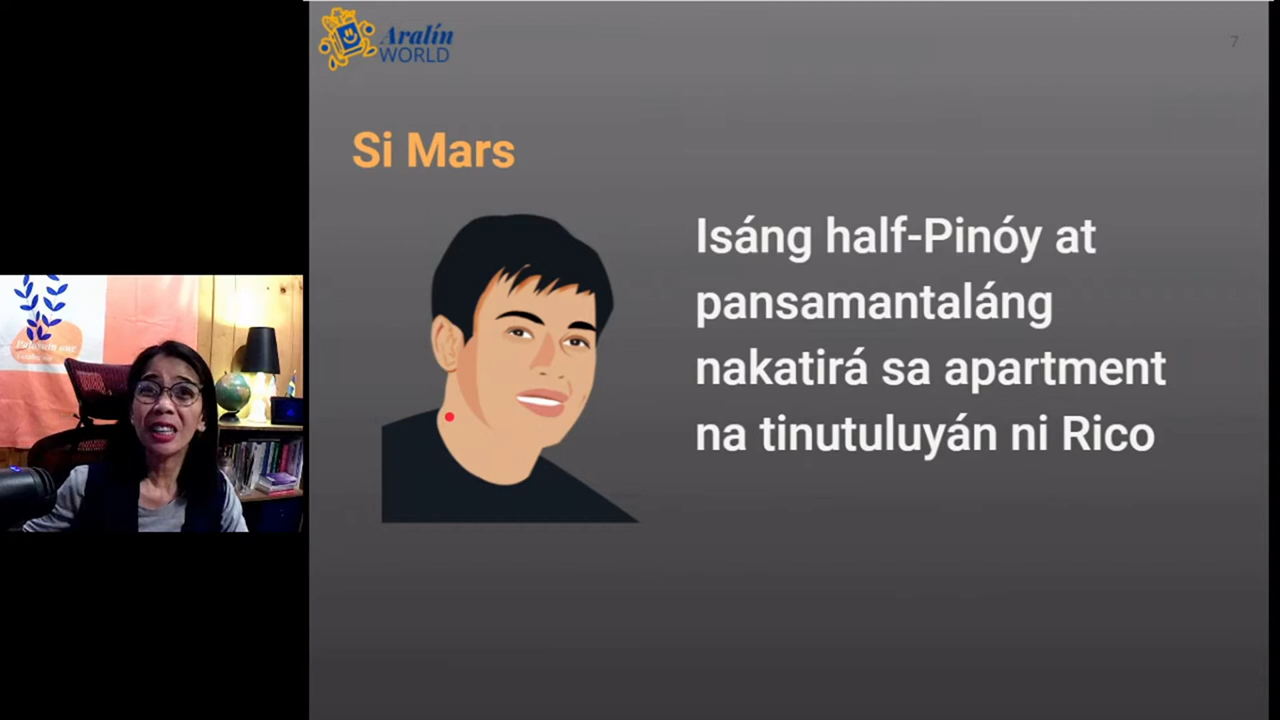 Aralín
WORLD
7
Si Mars
Isáng half-Pinóy at
pansamantaláng
nakatirá sa apartment
na tinutuluyán ni Rico